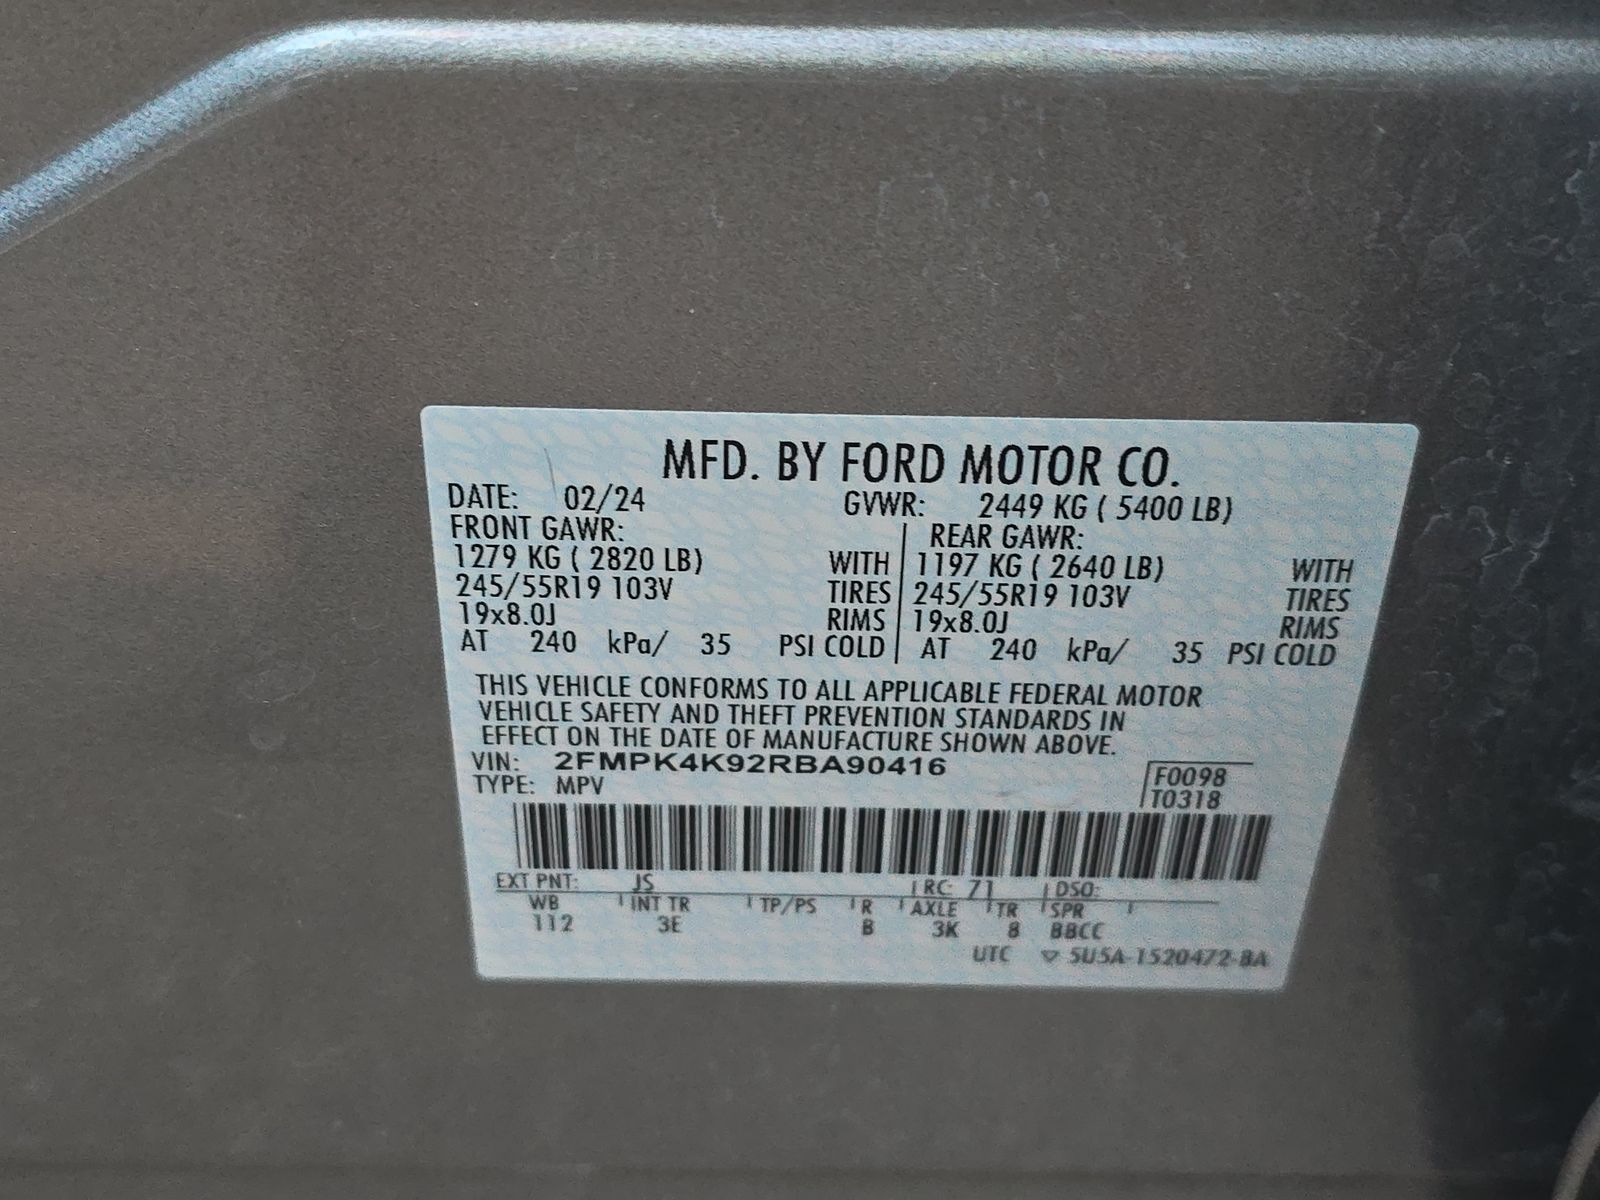 MFD. BY FORD MOTOR CO.
DATE: 02/24 GVWR: 2449 KG ( 5400 LB)
FRONT GAWR: REAR GAWR:
1279 KG ( 2820 LB) WITH 1197 KG ( 2640 LB) WITH
245/55R19 103V TIRES 245/55R19 103V TIRES
19x8.0J RIMS 19x8.0J RIMS
AT 240 kPa/ 35 PSI COLD AT 240 kPa/ 35 PSI COLD
THIS VEHICLE CONFORMS TO ALL APPLICABLE FEDERAL MOTOR
VEHICLE SAFETY AND THEFT PREVENTION STANDARDS IN
EFFECT ON THE DATE OF MANUFACTURE SHOWN ABOVE.
VIN: 2FMPK4K92RBA90416
TYPE: MPV
F0098
T0318
EXT PNT: JS RC: 71 DSO:
WB INT TR TP/PS R AXLE TR SPR
112 3E B 3K 8 BBCC
UTC ▽ 5U5A-1520472-BA